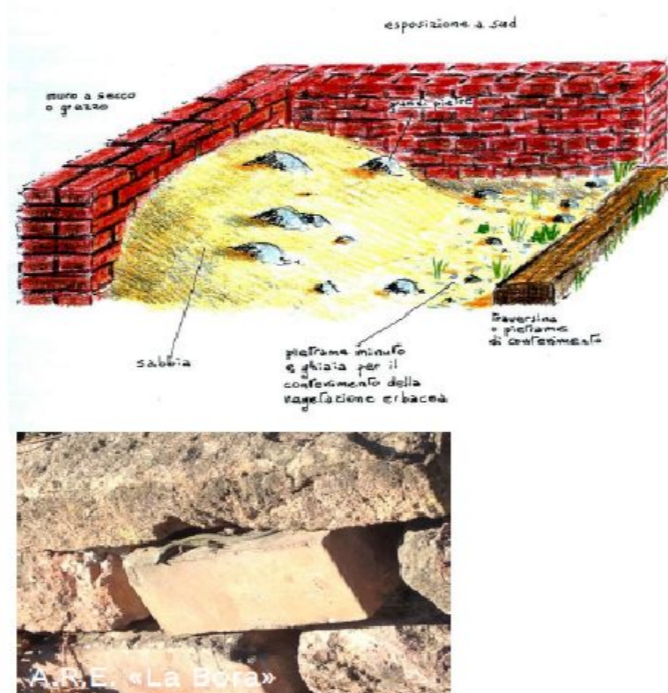 esposizione a sud
muro a secco
o grezzo
grandi pietre
sabbia
pietrame minuto
e ghiaia per il
contenimento della
vegetazione erbacea
traversina
o pietrame
di contenimento
A.R.E. «La Bora»